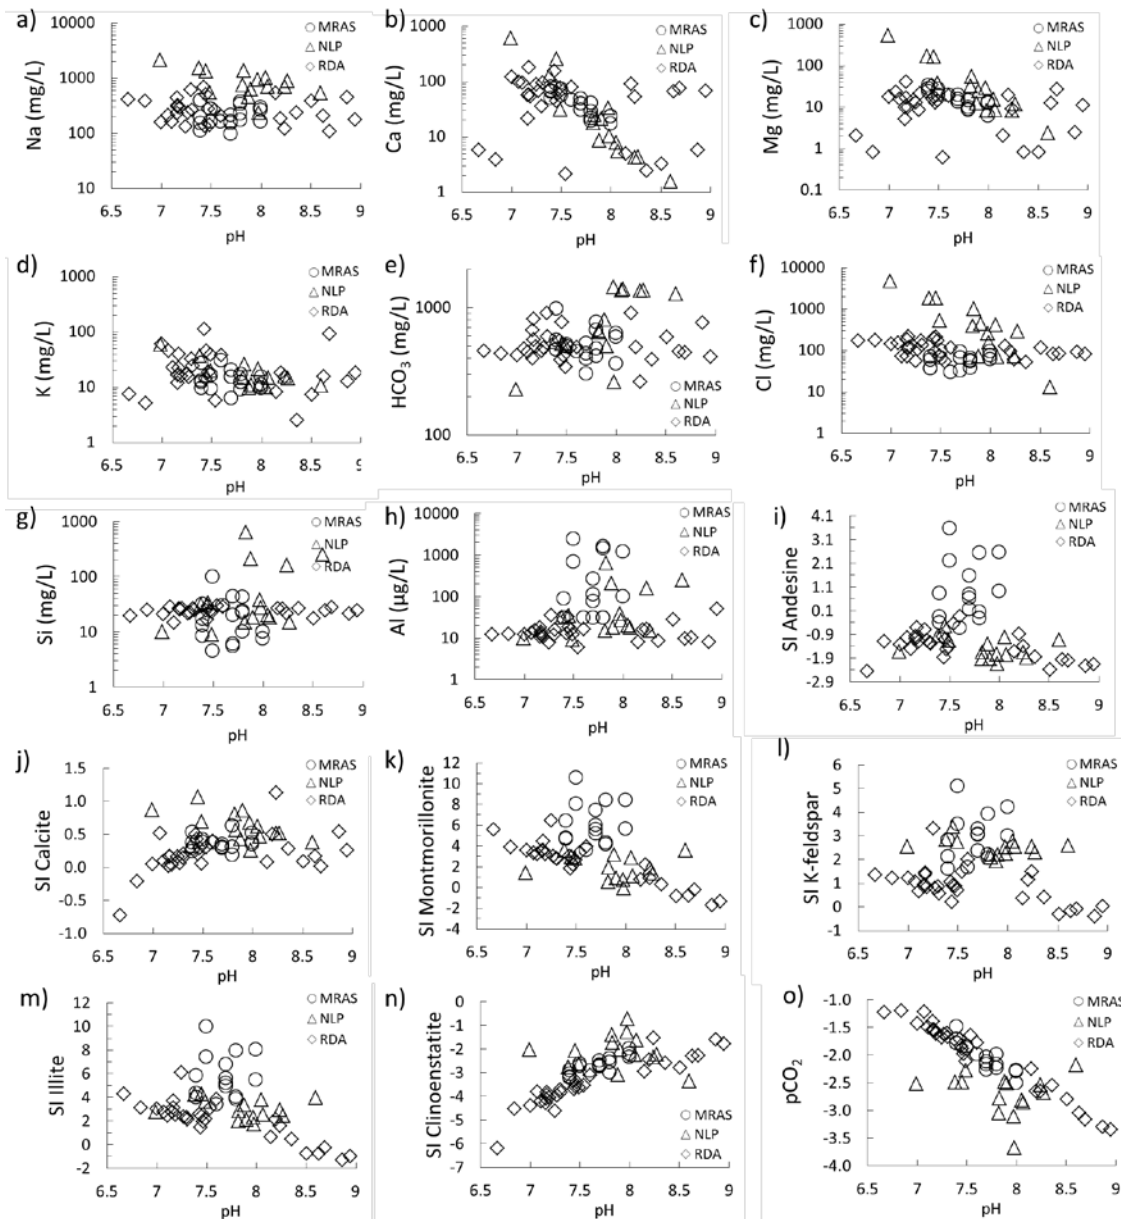 a)
10000
1000
100
10
Na (mg/L)
6.5 7 7.5 8 8.5 9
pH
MRAS
NLP
RDA
b)
1000
100
10
1
Ca (mg/L)
6.5 7 7.5 8 8.5 9
pH
MRAS
NLP
RDA
c)
1000
100
10
1
0.1
Mg (mg/L)
6.5 7 7.5 8 8.5 9
pH
MRAS
NLP
RDA
d)
1000
100
10
1
K (mg/L)
6.5 7 7.5 8 8.5 9
pH
MRAS
NLP
RDA
e)
1000
100
HCO3 (mg/L)
6.5 7 7.5 8 8.5 9
pH
MRAS
NLP
RDA
f)
10000
1000
100
10
1
Cl (mg/L)
6.5 7 7.5 8 8.5 9
pH
MRAS
NLP
RDA
g)
1000
100
10
1
Si (mg/L)
6.5 7 7.5 8 8.5 9
pH
MRAS
NLP
RDA
h)
10000
1000
100
10
1
Al (μg/L)
6.5 7 7.5 8 8.5 9
pH
MRAS
NLP
RDA
i)
4.1
3.1
2.1
1.1
0.1
-0.9
-1.9
-2.9
SI Andesine
6.5 7 7.5 8 8.5 9
pH
MRAS
NLP
RDA
j)
1.5
1.0
0.5
0.0
-0.5
-1.0
SI Calcite
6.5 7 7.5 8 8.5 9
pH
MRAS
NLP
RDA
k)
12
10
8
6
4
2
0
-2
-4
SI Montmorillonite
6.5 7 7.5 8 8.5 9
pH
MRAS
NLP
RDA
l)
6
5
4
3
2
1
0
-1
SI K-feldspar
6.5 7 7.5 8 8.5 9
pH
MRAS
NLP
RDA
m)
12
10
8
6
4
2
0
-2
SI Illite
6.5 7 7.5 8 8.5 9
pH
MRAS
NLP
RDA
n)
0
-1
-2
-3
-4
-5
-6
-7
SI Clinoenstatite
6.5 7 7.5 8 8.5 9
pH
MRAS
NLP
RDA
o)
-1.0
-1.5
-2.0
-2.5
-3.0
-3.5
-4.0
pCO2
6.5 7 7.5 8 8.5 9
pH
MRAS
NLP
RDA